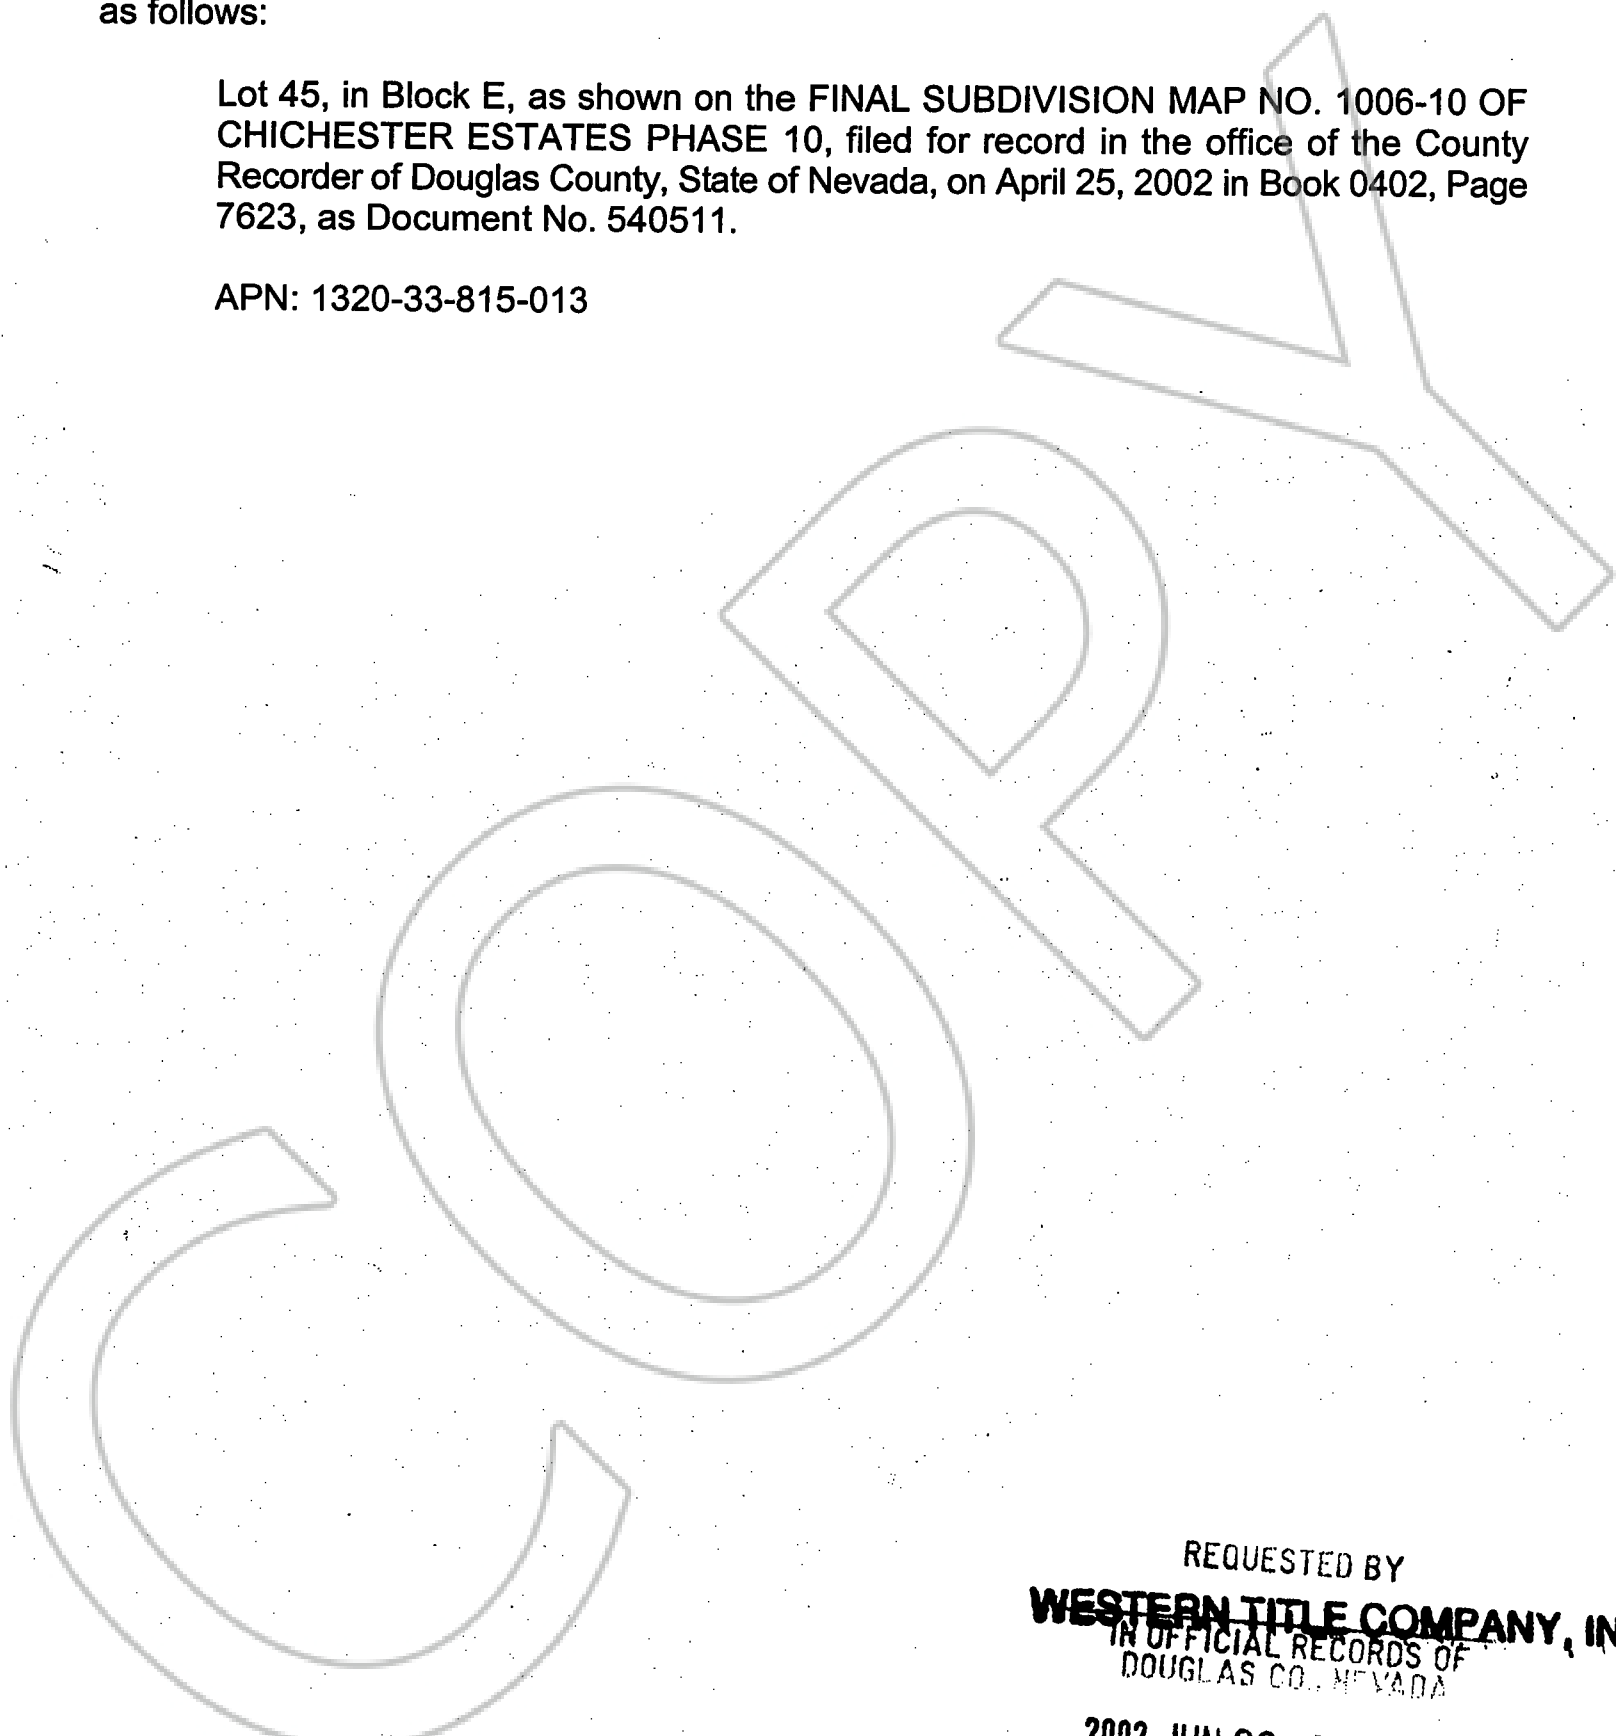 as follows:
Lot 45, in Block E, as shown on the FINAL SUBDIVISION MAP NO. 1006-10 OF
CHICHESTER ESTATES PHASE 10, filed for record in the office of the County
Recorder of Douglas County, State of Nevada, on April 25, 2002 in Book 0402, Page
7623, as Document No. 540511.
APN: 1320-33-815-013
COPY
REQUESTED BY
WESTERN TITLE COMPANY, IN
IN OFFICIAL RECORDS OF
DOUGLAS CO., NEVADA
2002 JUN